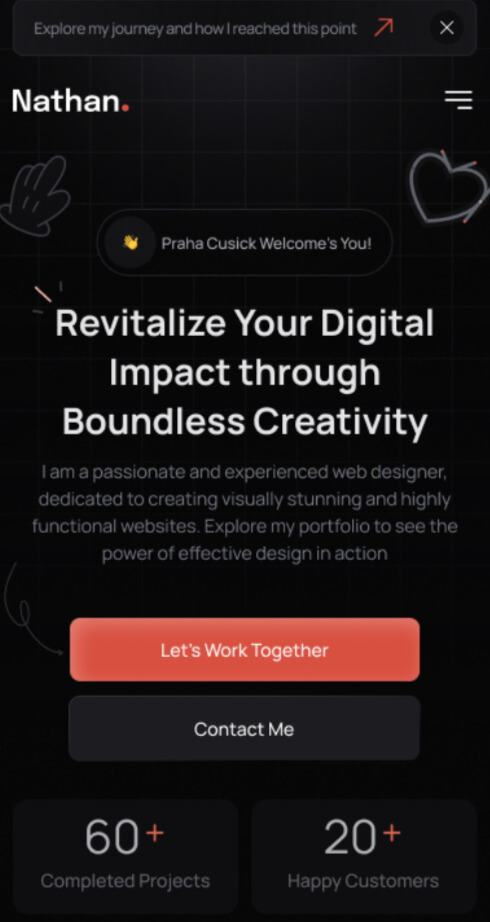 Explore my journey and how I reached this point
Nathan.
👋 Praha Cusick Welcome's You!
Revitalize Your Digital
Impact through
Boundless Creativity
I am a passionate and experienced web designer,
dedicated to creating visually stunning and highly
functional websites. Explore my portfolio to see the
power of effective design in action
Let's Work Together
Contact Me
60+ 20+
Completed Projects Happy Customers